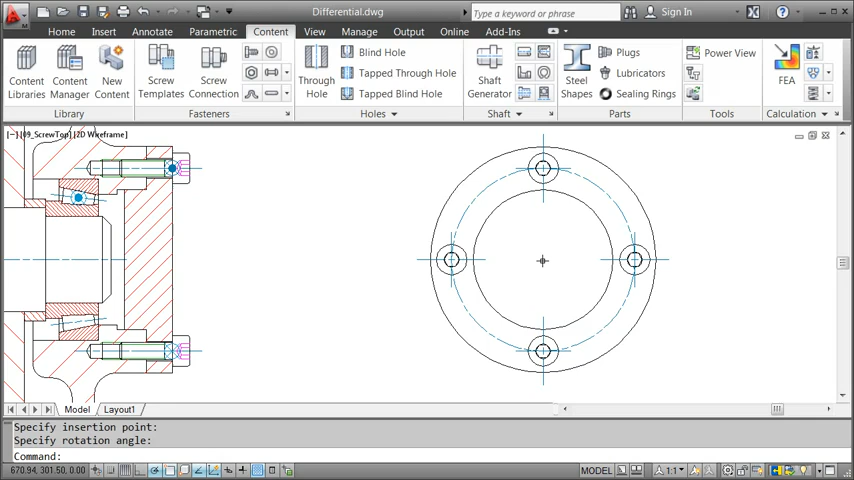 Differential.dwg
Type a keyword or phrase
Sign In
Home Insert Annotate Parametric Content View Manage Output Online Add-Ins
Content Libraries
Content Manager
New Content
Screw Templates
Screw Connection
Through Hole
Blind Hole
Tapped Through Hole
Tapped Blind Hole
Shaft Generator
Steel Shapes
Plugs
Lubricators
Sealing Rings
Power View
FEA
Library Fasteners Holes Shaft Parts Tools Calculation
[−] [09_ScrewTop] [2D Wireframe]
Model Layout1
Specify insertion point:
Specify rotation angle:
Command:
670.94, 301.50, 0.00 MODEL 1:1